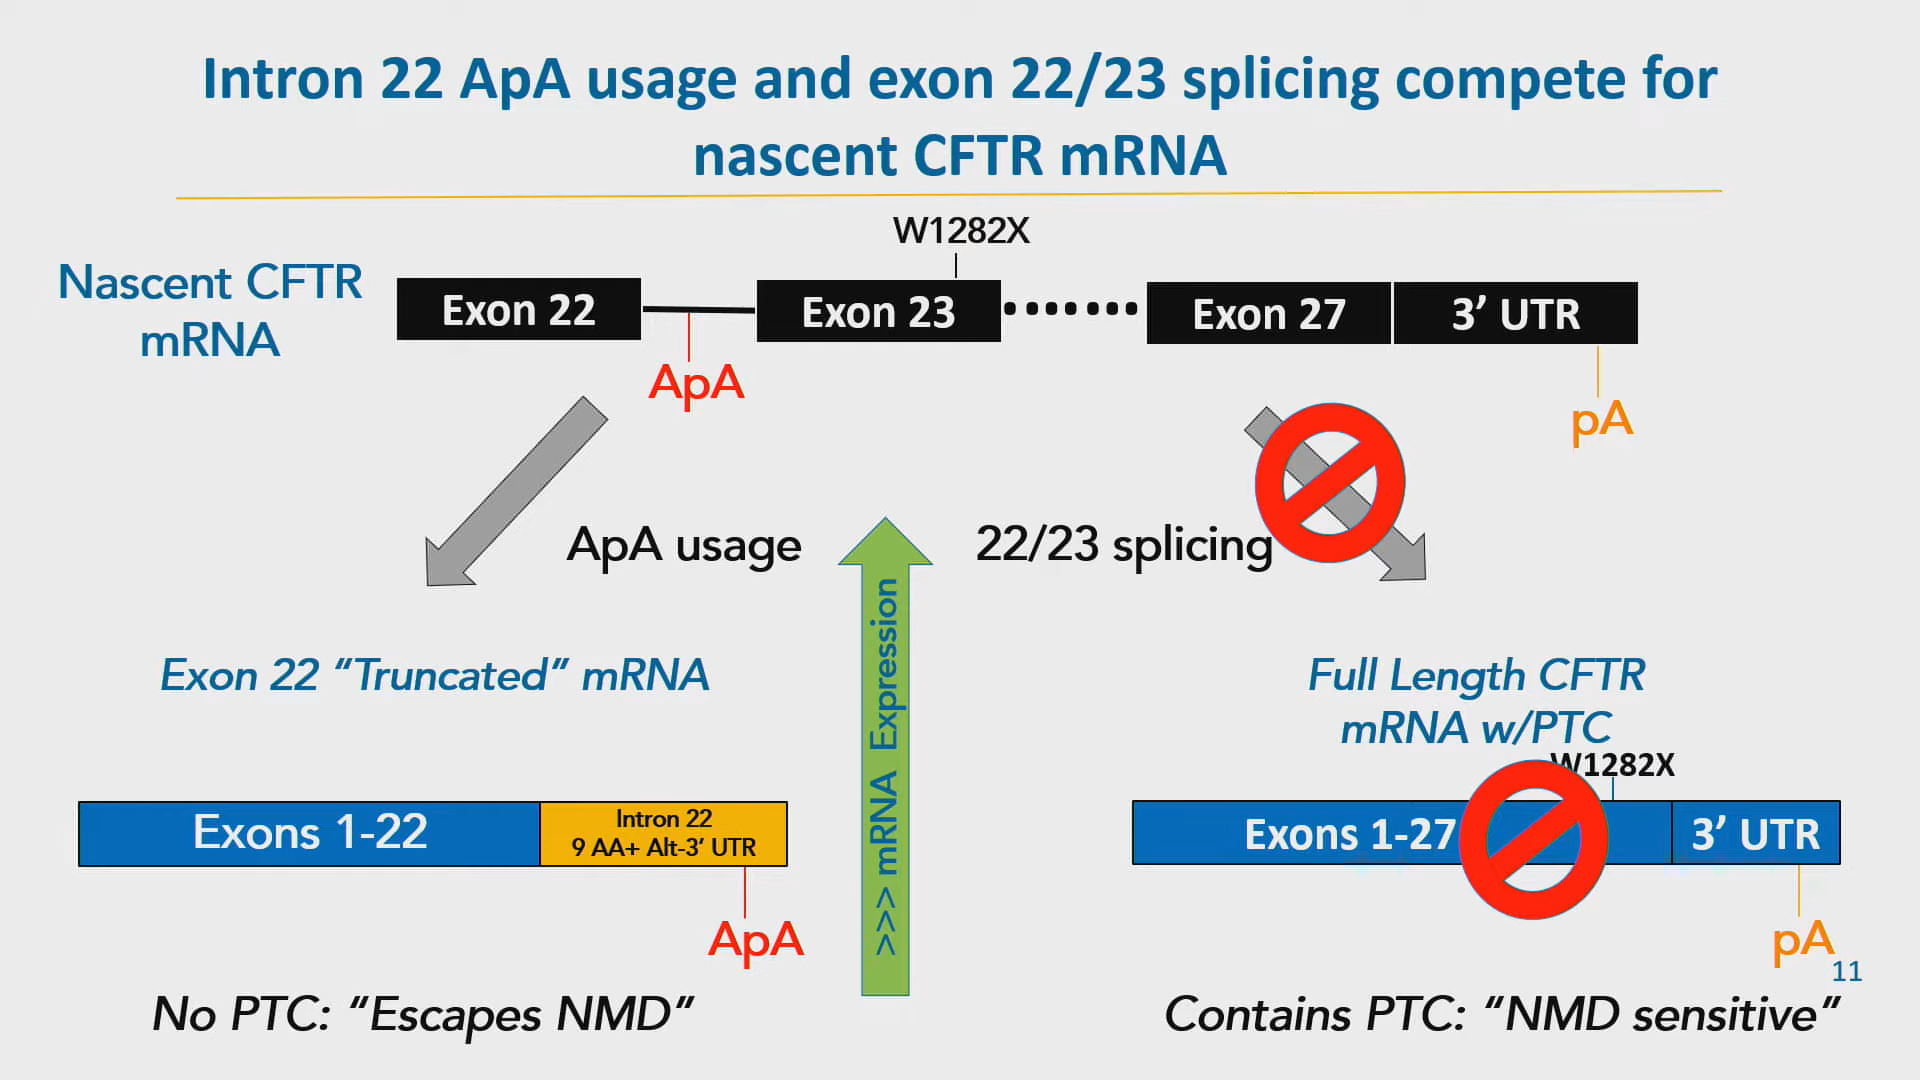 Intron 22 ApA usage and exon 22/23 splicing compete for
nascent CFTR mRNA
W1282X
Nascent CFTR
mRNA
Exon 22
Exon 23
Exon 27
3’ UTR
ApA
pA
ApA usage
22/23 splicing
>>> mRNA Expression
Exon 22 “Truncated” mRNA
Full Length CFTR
mRNA w/PTC
W1282X
Exons 1-22
Intron 22
9 AA+ Alt-3’ UTR
Exons 1-27
3’ UTR
ApA
pA
11
No PTC: “Escapes NMD”
Contains PTC: “NMD sensitive”